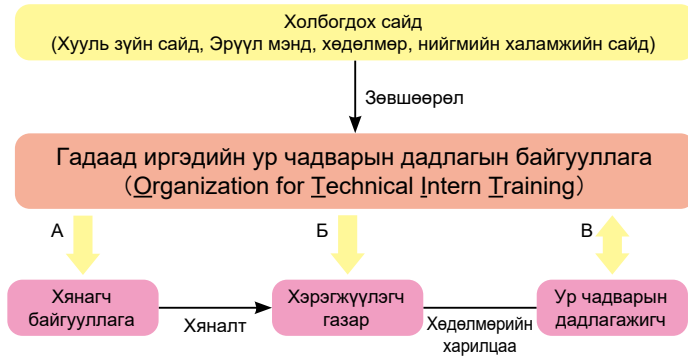 Холбогдох сайд
(Хууль зүйн сайд, Эрүүл мэнд, хөдөлмөр, нийгмийн халамжийн сайд)
Зөвшөөрөл
Гадаад иргэдийн ур чадварын дадлагын байгууллага
（Organization for Technical Intern Training）
А
Б
В
Хянагч
байгууллага
Хяналт
Хэрэгжүүлэгч
газар
Хөдөлмөрийн
харилцаа
Ур чадварын
дадлагажигч